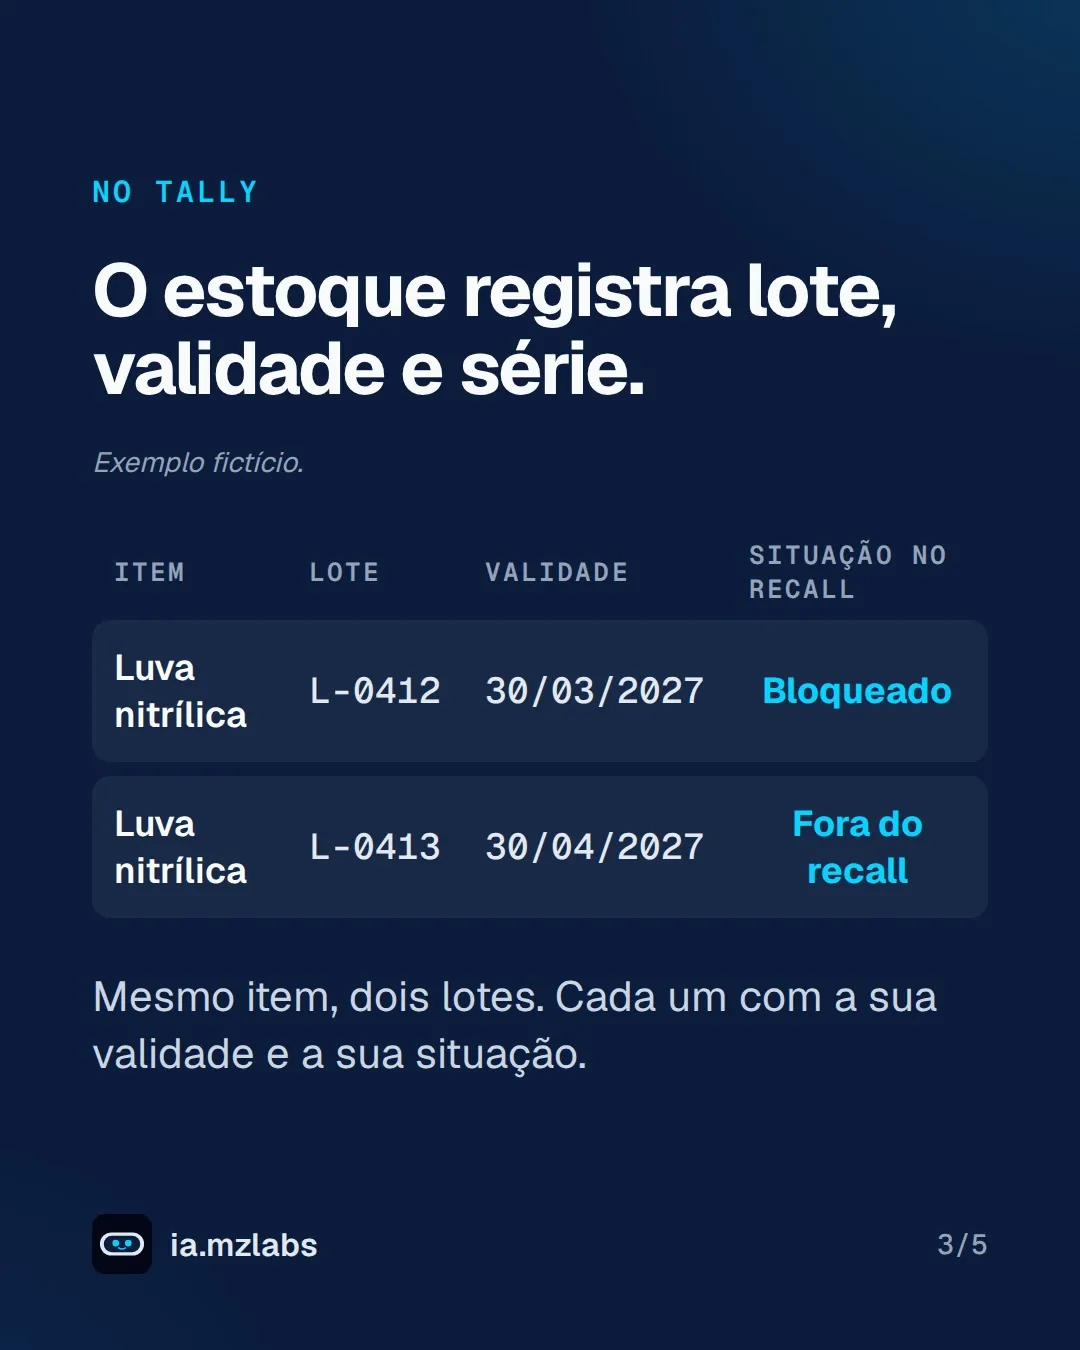 NO TALLY
O estoque registra lote,
validade e série.
Exemplo fictício.
ITEM LOTE VALIDADE SITUAÇÃO NO
RECALL
Luva
nitrílica
L-0412 30/03/2027 Bloqueado
Luva
nitrílica
L-0413 30/04/2027 Fora do
recall
Mesmo item, dois lotes. Cada um com a sua
validade e a sua situação.
ia.mzlabs 3/5